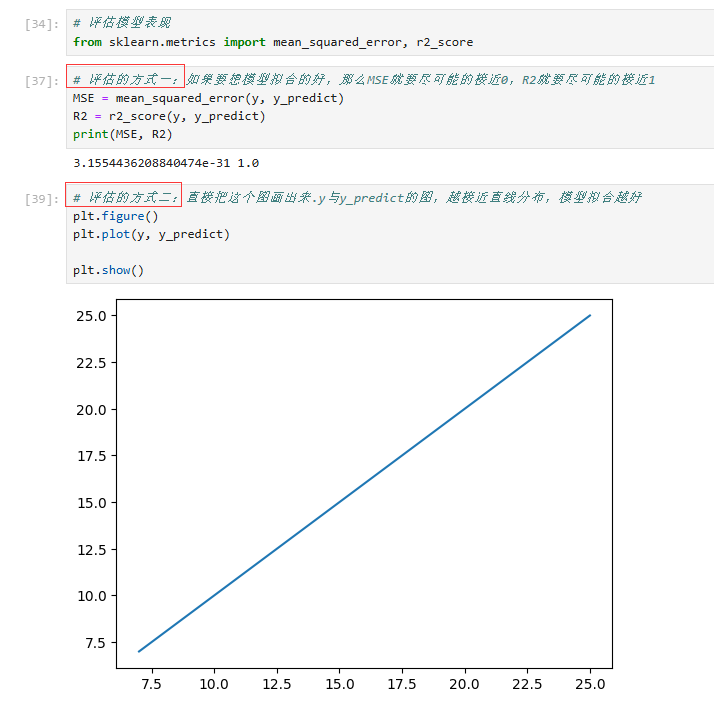 [34]:
# 评估模型表现
from sklearn.metrics import mean_squared_error, r2_score
[37]:
# 评估的方式一：如果要想模型拟合的好，那么MSE就要尽可能的接近0，R2就要尽可能的接近1
MSE = mean_squared_error(y, y_predict)
R2 = r2_score(y, y_predict)
print(MSE, R2)
3.1554436208840474e-31 1.0
[39]:
# 评估的方式二：直接把这个图画出来.y与y_predict的图，越接近直线分布，模型拟合越好
plt.figure()
plt.plot(y, y_predict)
plt.show()
25.0
22.5
20.0
17.5
15.0
12.5
10.0
7.5
7.5 10.0 12.5 15.0 17.5 20.0 22.5 25.0